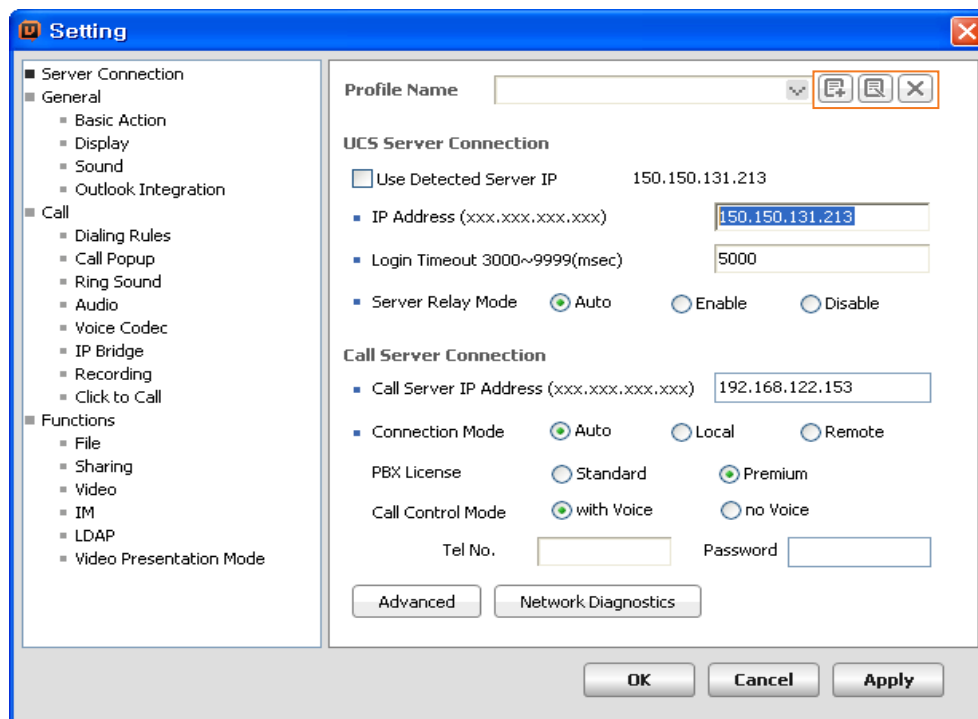 Setting
Server Connection
General
Basic Action
Display
Sound
Outlook Integration
Call
Dialing Rules
Call Popup
Ring Sound
Audio
Voice Codec
IP Bridge
Recording
Click to Call
Functions
File
Sharing
Video
IM
LDAP
Video Presentation Mode
Profile Name
UCS Server Connection
Use Detected Server IP 150.150.131.213
IP Address (xxx.xxx.xxx.xxx) 150.150.131.213
Login Timeout 3000~9999(msec) 5000
Server Relay Mode Auto Enable Disable
Call Server Connection
Call Server IP Address (xxx.xxx.xxx.xxx) 192.168.122.153
Connection Mode Auto Local Remote
PBX License Standard Premium
Call Control Mode with Voice no Voice
Tel No. Password
Advanced Network Diagnostics
OK Cancel Apply